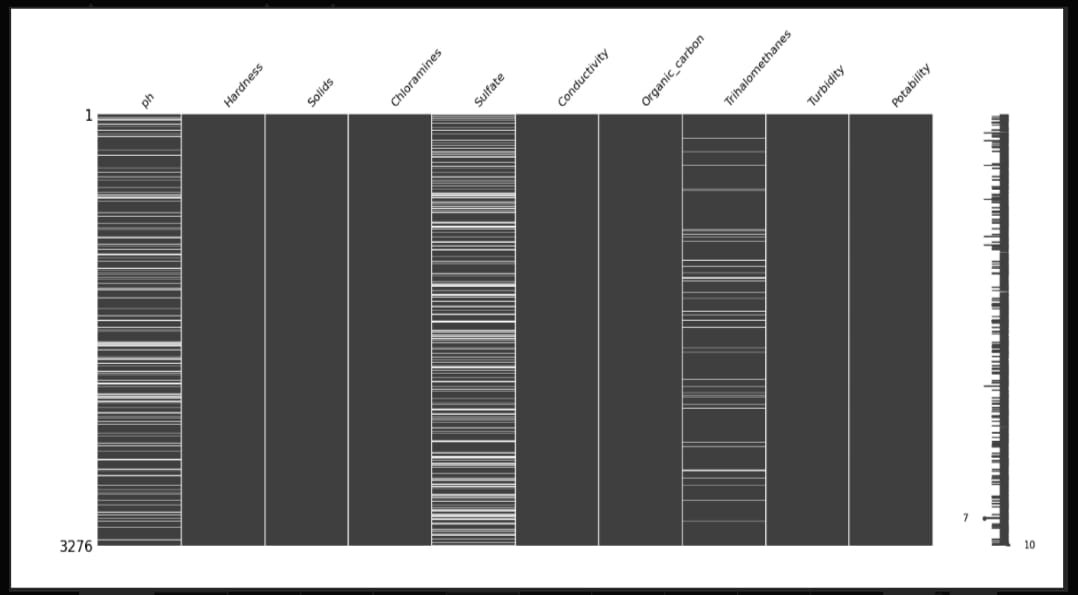 ph
Hardness
Solids
Chloramines
Sulfate
Conductivity
Organic_carbon
Trihalomethanes
Turbidity
Potability
1
3276
7
10